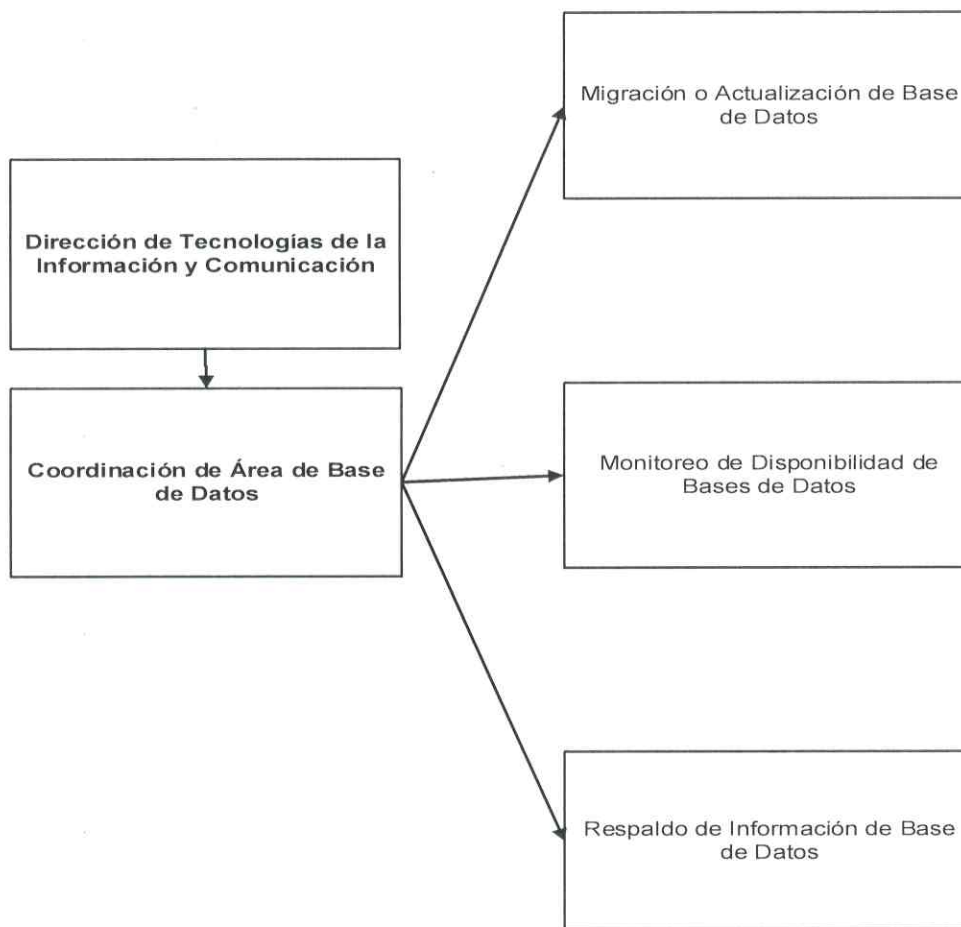 Migración o Actualización de Base
de Datos
Dirección de Tecnologías de la
Información y Comunicación
Coordinación de Área de Base
de Datos
Monitoreo de Disponibilidad de
Bases de Datos
Respaldo de Información de Base
de Datos